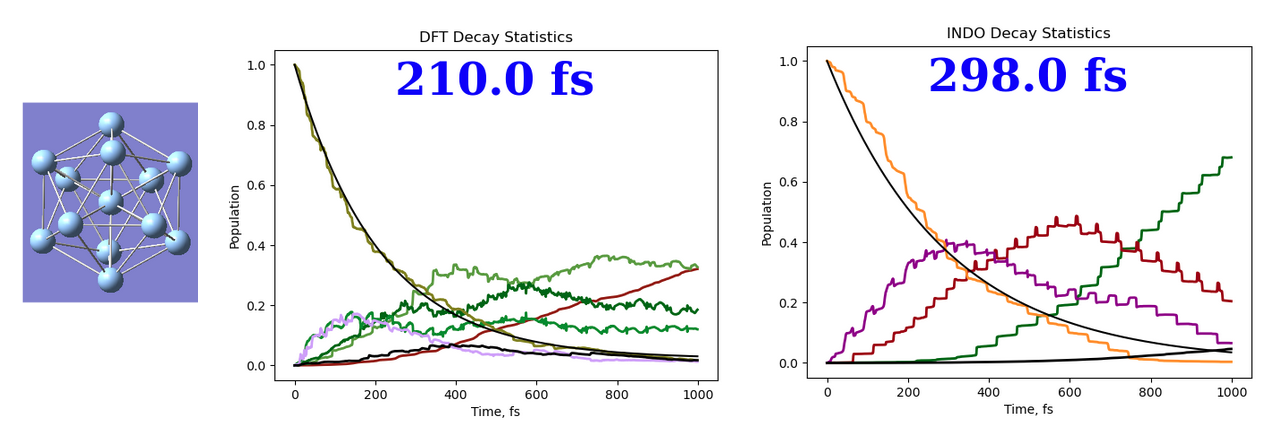 DFT Decay Statistics
210.0 fs
Population
1.0
0.8
0.6
0.4
0.2
0.0
0 200 400 600 800 1000
Time, fs
INDO Decay Statistics
298.0 fs
Population
1.0
0.8
0.6
0.4
0.2
0.0
0 200 400 600 800 1000
Time, fs